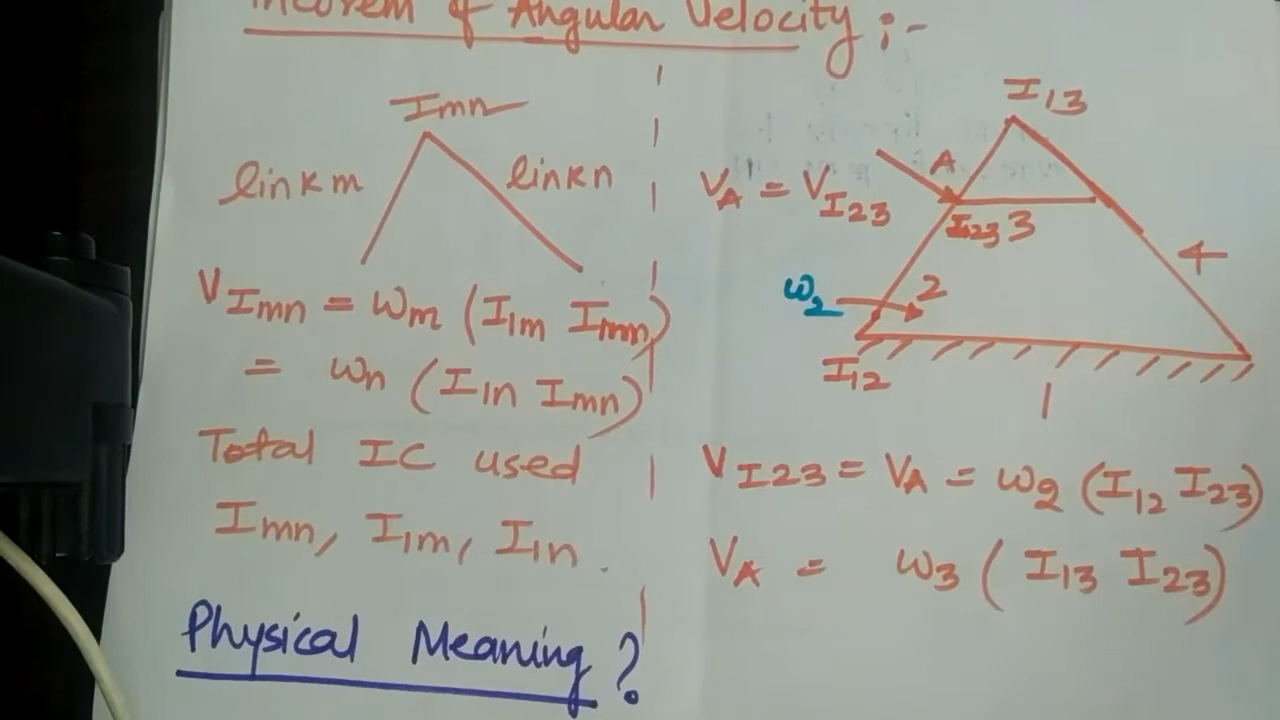 Theorem of Angular Velocity :-
Imn
link m
link n
V Imn = ωm (I1m Imn)
= ωn (I1n Imn)
Total IC used
Imn, I1m, I1n.
Physical Meaning?
I13
VA = VI23
A
I23 3
4
ω2
2
I12
1
VI23 = VA = ω2 (I12 I23)
VA = ω3 (I13 I23)